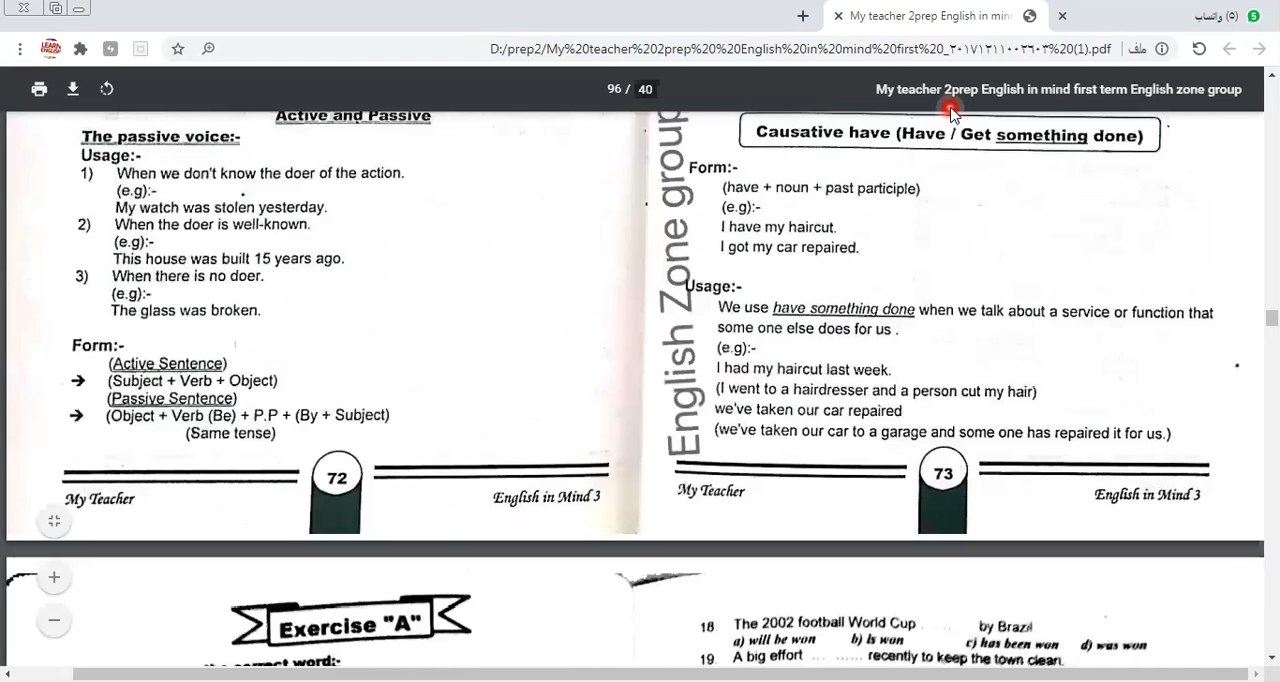 My teacher 2prep English in mind
واتساب (٥)
5
D:/prep2/My%20teacher%202prep%20%20English%20in%20mind%20first%20_٢٠١٧١٢١١٠٠٢٦٠٣%20(1).pdf
ملف
96 / 40
My teacher 2prep English in mind first term English zone group
Active and Passive
The passive voice:-
Usage:-
1) When we don't know the doer of the action.
(e.g):-
My watch was stolen yesterday.
2) When the doer is well-known.
(e.g):-
This house was built 15 years ago.
3) When there is no doer.
(e.g):-
The glass was broken.
Form:-
(Active Sentence)
(Subject + Verb + Object)
(Passive Sentence)
(Object + Verb (Be) + P.P + (By + Subject)
(Same tense)
72
My Teacher
English in Mind 3
English Zone group
Causative have (Have / Get something done)
Form:-
(have + noun + past participle)
(e.g):-
I have my haircut.
I got my car repaired.
Usage:-
We use have something done when we talk about a service or function that
some one else does for us .
(e.g):-
I had my haircut last week.
(I went to a hairdresser and a person cut my hair)
we've taken our car repaired
(we've taken our car to a garage and some one has repaired it for us.)
73
My Teacher
English in Mind 3
Exercise "A"
correct word:-
18. The 2002 football World Cup by Brazil
a) will be won b) is won c) has been won d) was won
19. A big effort ... ...... recently to keep the town clean.